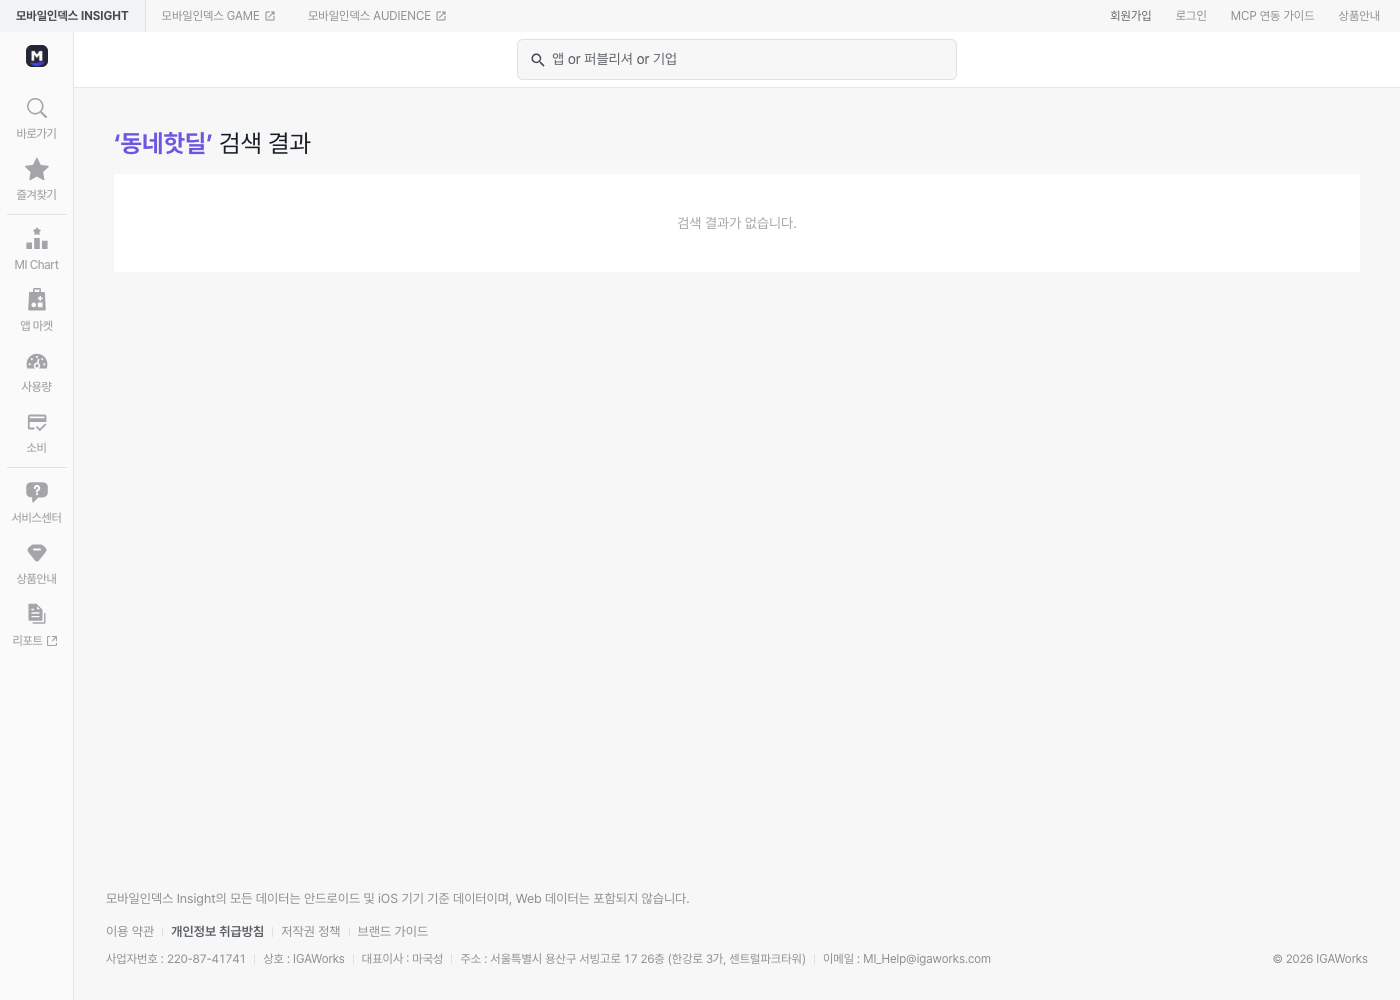 모바일인덱스 INSIGHT 모바일인덱스 GAME 모바일인덱스 AUDIENCE 회원가입 로그인 MCP 연동 가이드 상품안내
M
앱 or 퍼블리셔 or 기업
바로가기
즐겨찾기
MI Chart
앱 마켓
사용량
소비
서비스센터
상품안내
리포트
‘동네핫딜’ 검색 결과
검색 결과가 없습니다.
모바일인덱스 Insight의 모든 데이터는 안드로이드 및 iOS 기기 기준 데이터이며, Web 데이터는 포함되지 않습니다.
이용 약관 개인정보 취급방침 저작권 정책 브랜드 가이드
사업자번호 : 220-87-41741 상호 : IGAWorks 대표이사 : 마국성 주소 : 서울특별시 용산구 서빙고로 17 26층 (한강로 3가, 센트럴파크타워) 이메일 : MI_Help@igaworks.com © 2026 IGAWorks